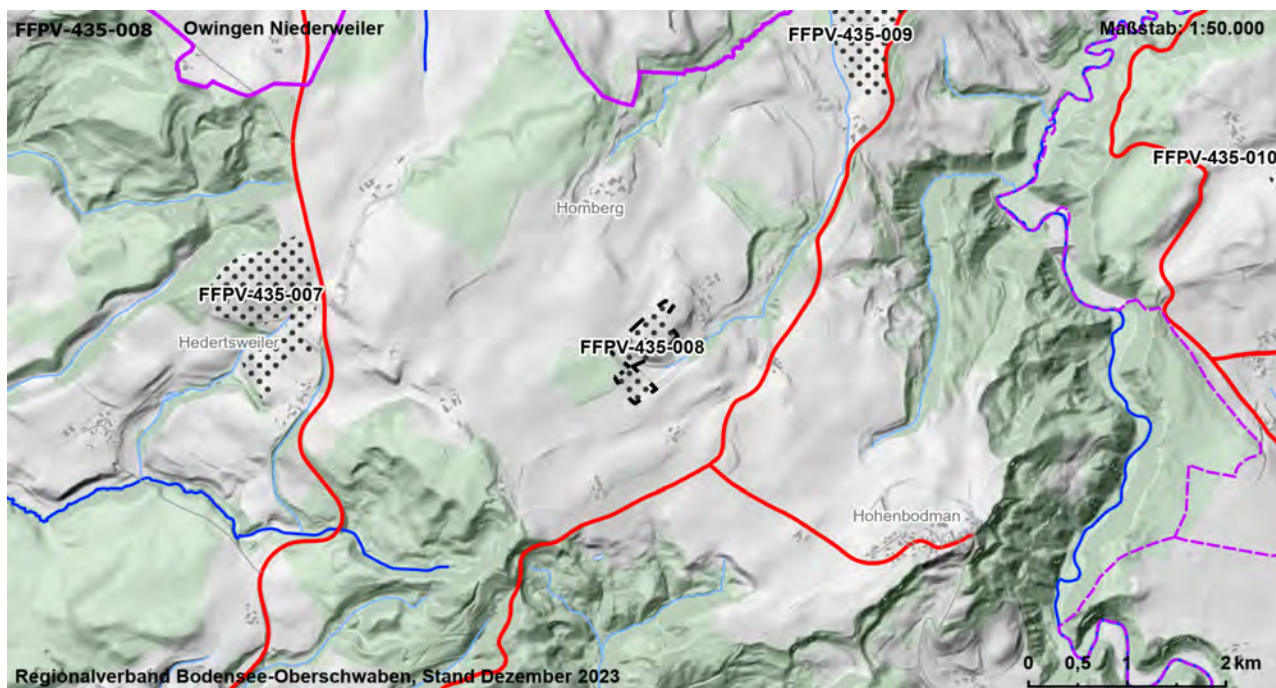 FFPV-435-008 Owingen Niederweiler
Maßstab: 1:50.000
FFPV-435-009
FFPV-435-010
Homberg
FFPV-435-007
Hedertsweiler
FFPV-435-008
Hohenbodman
Regionalverband Bodensee-Oberschwaben, Stand Dezember 2023
0 0,5 1 2 km